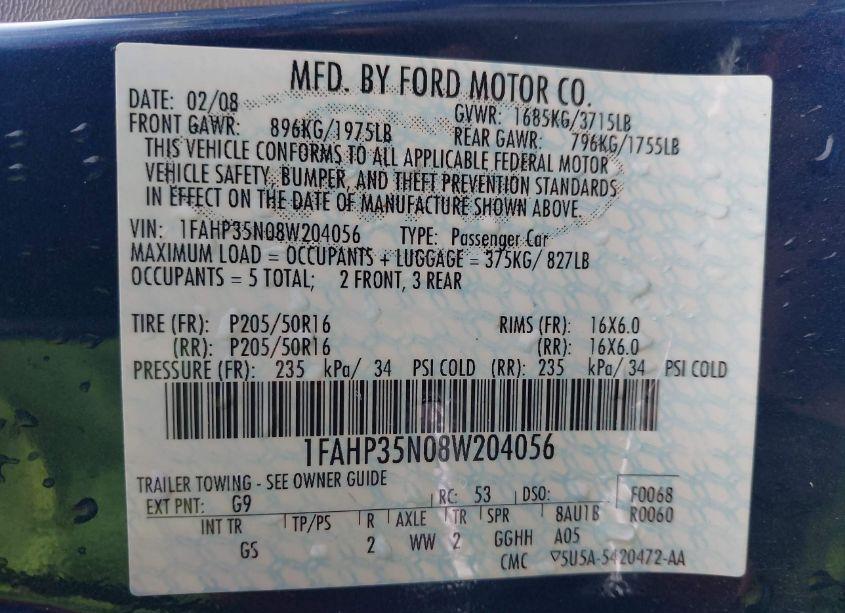 MFD. BY FORD MOTOR CO.
DATE: 02/08 GVWR: 1685KG/3715LB
FRONT GAWR: 896KG/1975LB REAR GAWR: 796KG/1755LB
THIS VEHICLE CONFORMS TO ALL APPLICABLE FEDERAL MOTOR
VEHICLE SAFETY, BUMPER, AND THEFT PREVENTION STANDARDS
IN EFFECT ON THE DATE OF MANUFACTURE SHOWN ABOVE.
VIN: 1FAHP35N08W204056 TYPE: Passenger Car
MAXIMUM LOAD = OCCUPANTS + LUGGAGE = 375KG/ 827LB
OCCUPANTS = 5 TOTAL; 2 FRONT, 3 REAR
TIRE (FR): P205/50R16 RIMS (FR): 16X6.0
(RR): P205/50R16 (RR): 16X6.0
PRESSURE (FR): 235 kPa/ 34 PSI COLD (RR): 235 kPa/ 34 PSI COLD
1FAHP35N08W204056
TRAILER TOWING - SEE OWNER GUIDE
EXT PNT: G9 RC: 53 DSO: F0068
INT TR TP/PS R AXLE TR SPR 8AU1B R0060
GS 2 WW 2 GGHH A05
CMC ▽5U5A-5420472-AA